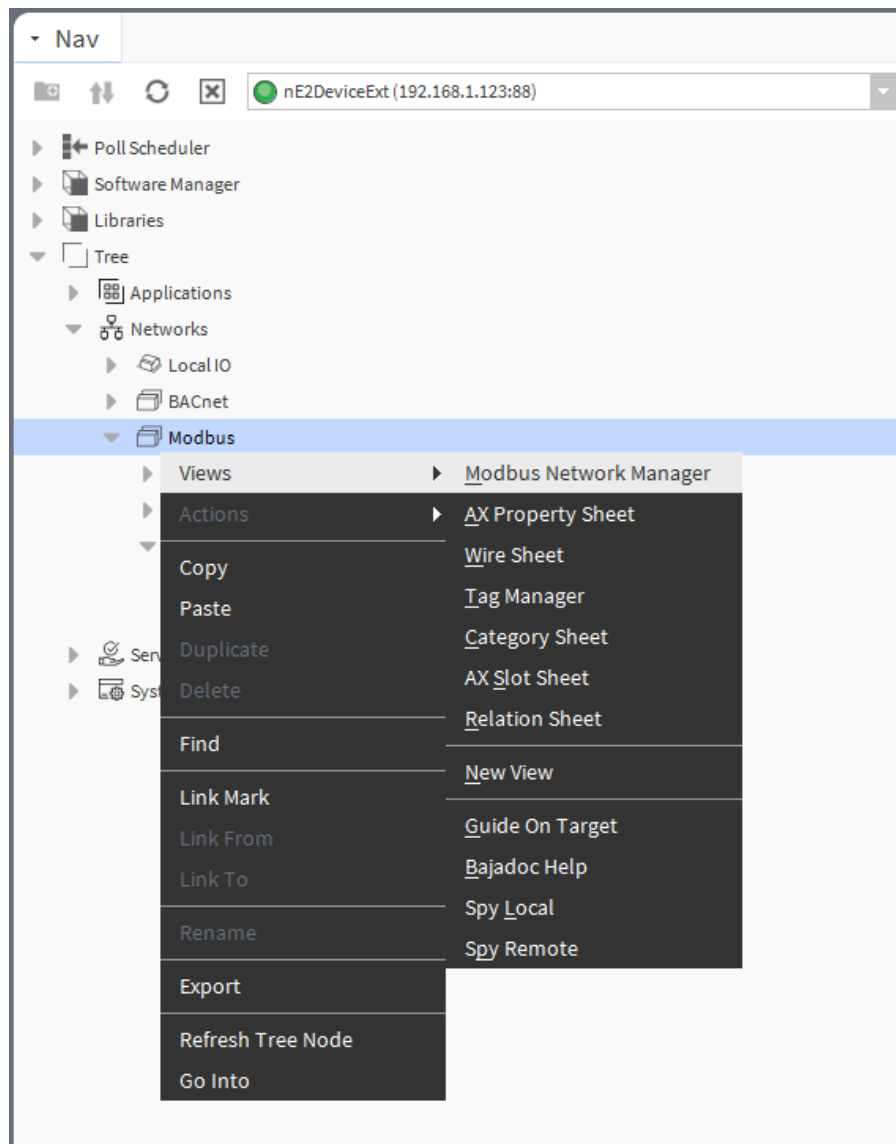 Nav
nE2DeviceExt (192.168.1.123:88)
Poll Scheduler
Software Manager
Libraries
Tree
Applications
Networks
Local IO
BACnet
Modbus
Views
Actions
Copy
Paste
Duplicate
Delete
Find
Link Mark
Link From
Link To
Rename
Export
Refresh Tree Node
Go Into
Modbus Network Manager
AX Property Sheet
Wire Sheet
Tag Manager
Category Sheet
AX Slot Sheet
Relation Sheet
New View
Guide On Target
Bajadoc Help
Spy Local
Spy Remote